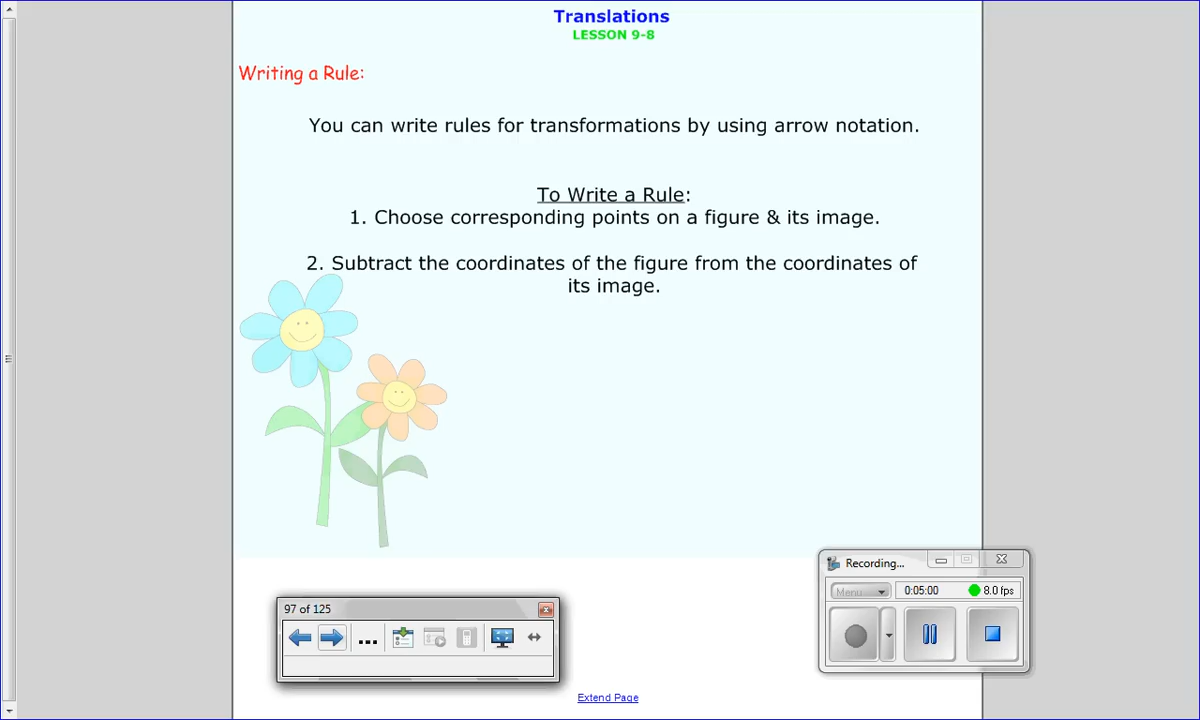 Translations
LESSON 9-8
Writing a Rule:
You can write rules for transformations by using arrow notation.
To Write a Rule:
1. Choose corresponding points on a figure & its image.
2. Subtract the coordinates of the figure from the coordinates of
its image.
Recording...
Menu
0:05:00
8.0 fps
97 of 125
...
Extend Page